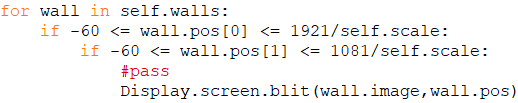 for wall in self.walls:
    if -60 <= wall.pos[0] <= 1921/self.scale:
        if -60 <= wall.pos[1] <= 1081/self.scale:
            #pass
            Display.screen.blit(wall.image,wall.pos)